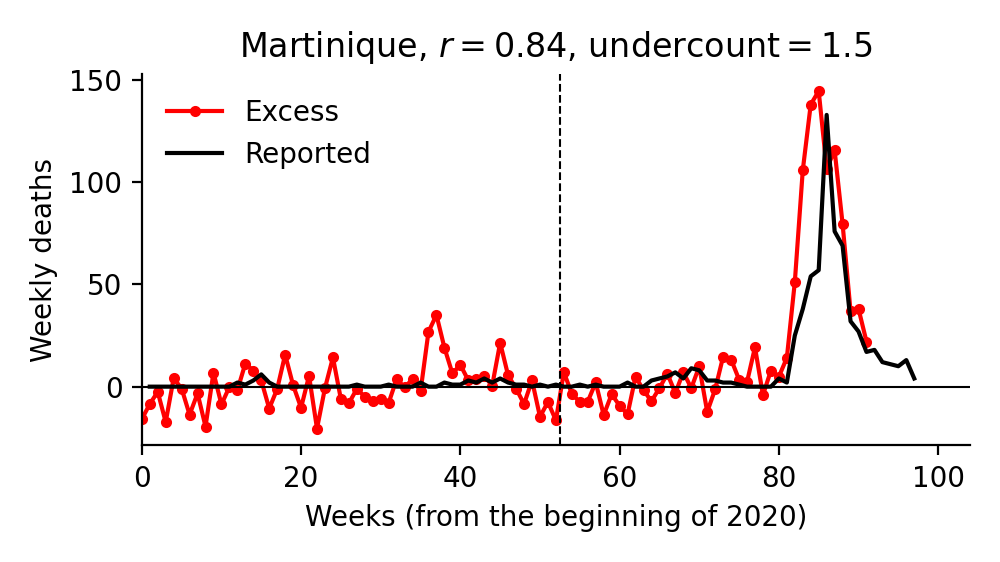 Martinique, r = 0.84, undercount = 1.5
150
100
50
0
Weekly deaths
Excess
Reported
0 20 40 60 80 100
Weeks (from the beginning of 2020)